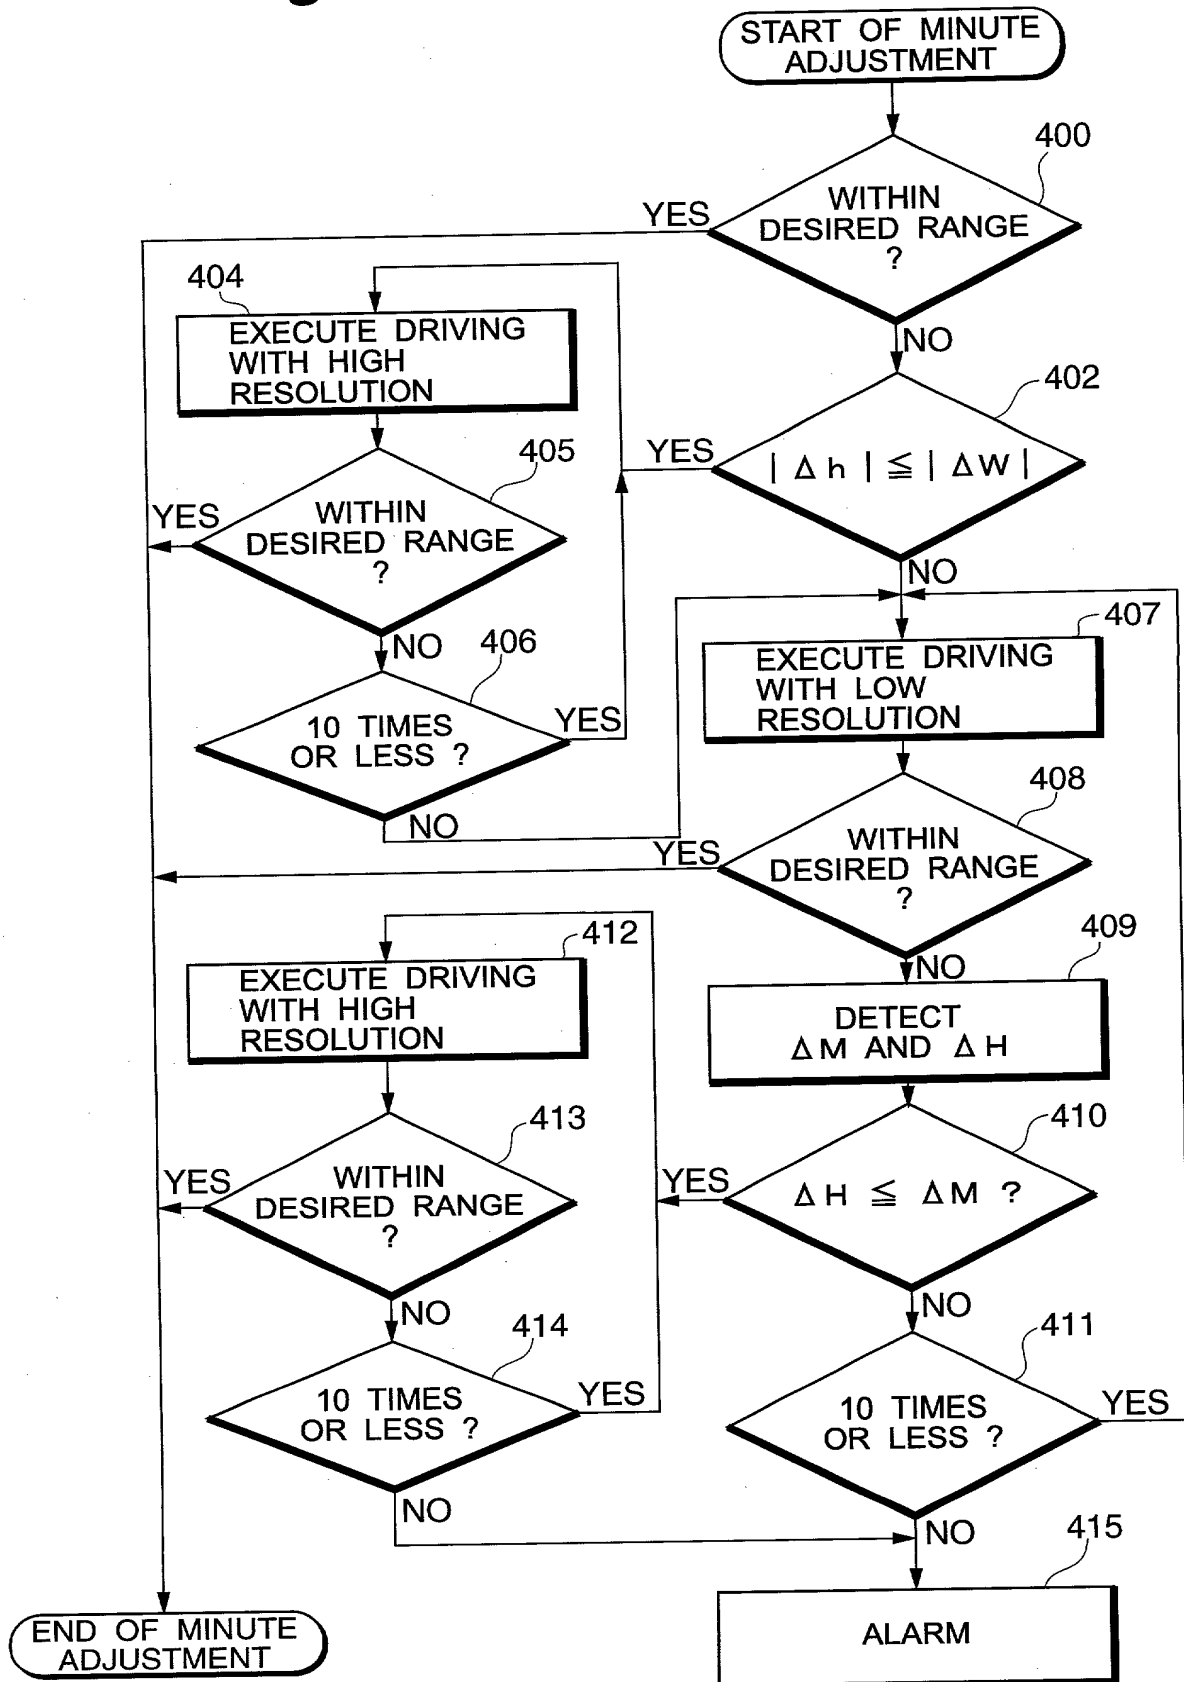 START OF MINUTE
ADJUSTMENT
400
WITHIN
DESIRED RANGE
?
YES
NO
402
| Δh | ≦ | ΔW |
YES
NO
404
EXECUTE DRIVING
WITH HIGH
RESOLUTION
405
WITHIN
DESIRED RANGE
?
YES
NO
406
10 TIMES
OR LESS ?
YES
NO
407
EXECUTE DRIVING
WITH LOW
RESOLUTION
408
WITHIN
DESIRED RANGE
?
YES
NO
409
DETECT
ΔM AND ΔH
410
ΔH ≦ ΔM ?
YES
NO
411
10 TIMES
OR LESS ?
YES
NO
412
EXECUTE DRIVING
WITH HIGH
RESOLUTION
413
WITHIN
DESIRED RANGE
?
YES
NO
414
10 TIMES
OR LESS ?
YES
NO
415
ALARM
END OF MINUTE
ADJUSTMENT